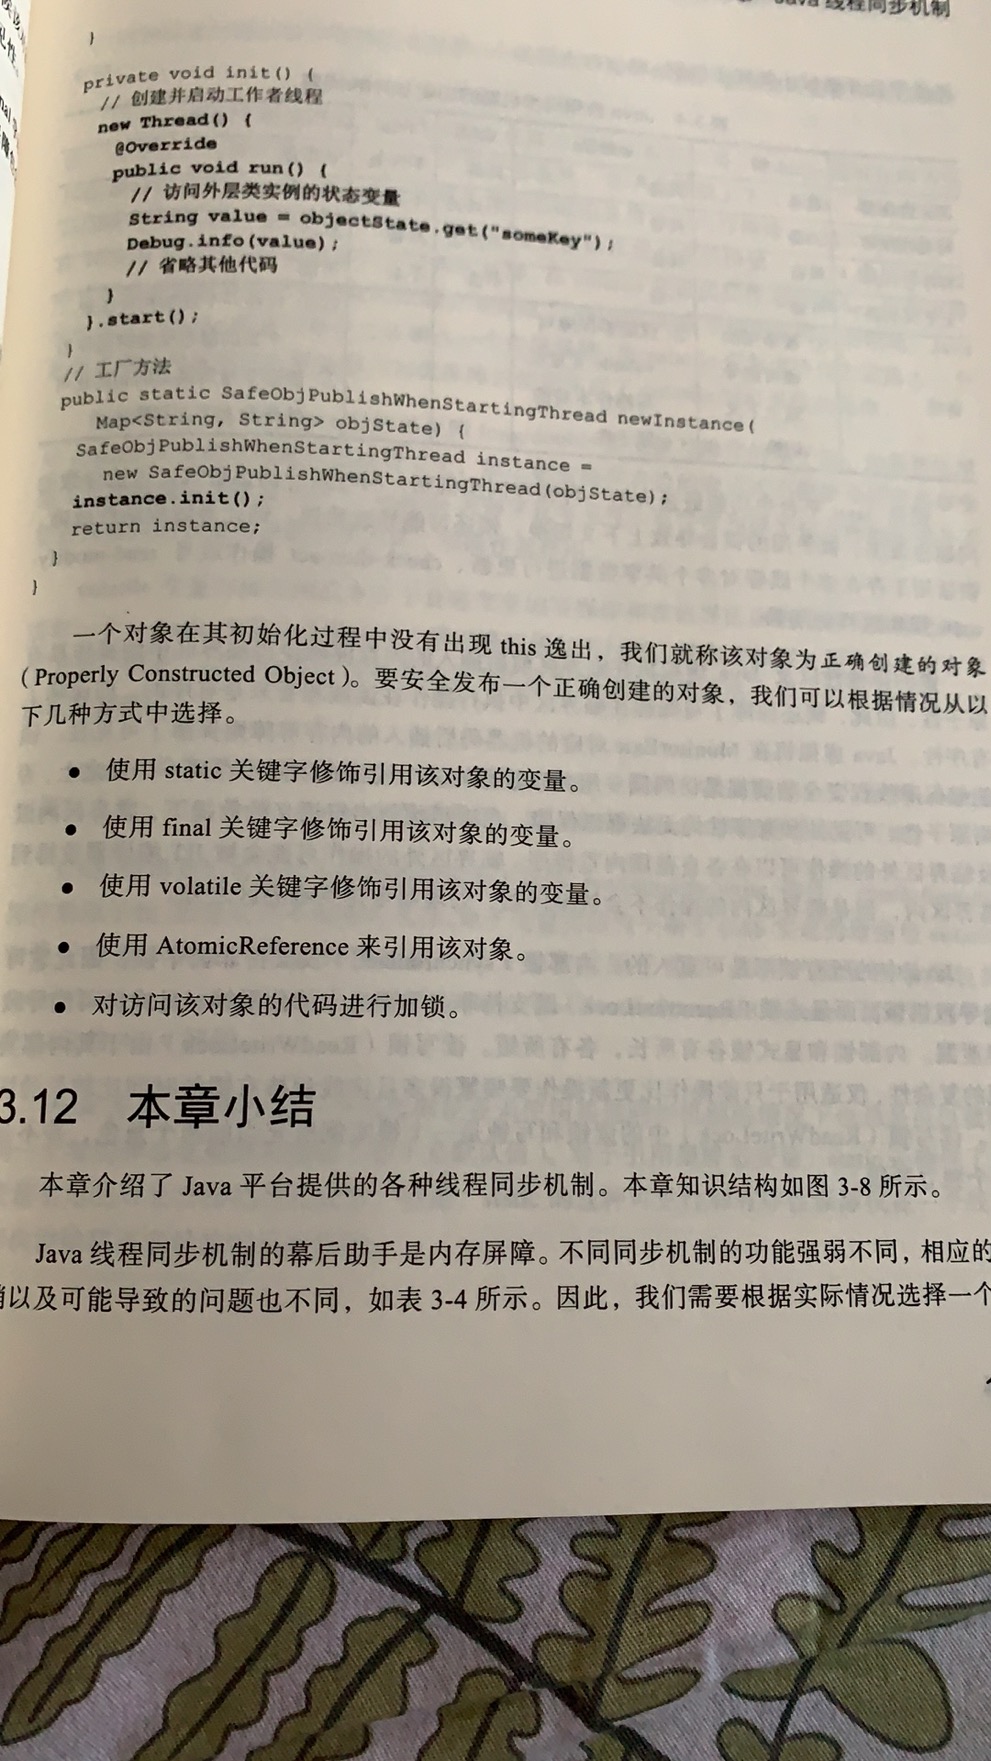 Java 线程同步机制
}
private void init() {
// 创建并启动工作者线程
new Thread() {
@Override
public void run() {
// 访问外层类实例的状态变量
String value = objectState.get("someKey");
Debug.info(value);
// 省略其他代码
}
}.start();
}
// 工厂方法
public static SafeObjPublishWhenStartingThread newInstance(
Map<String, String> objState) {
SafeObjPublishWhenStartingThread instance =
new SafeObjPublishWhenStartingThread(objState);
instance.init();
return instance;
}
}
一个对象在其初始化过程中没有出现 this 逸出，我们就称该对象为正确创建的对象
（Properly Constructed Object）。要安全发布一个正确创建的对象，我们可以根据情况从以
下几种方式中选择。
● 使用 static 关键字修饰引用该对象的变量。
● 使用 final 关键字修饰引用该对象的变量。
● 使用 volatile 关键字修饰引用该对象的变量。
● 使用 AtomicReference 来引用该对象。
● 对访问该对象的代码进行加锁。
3.12 本章小结
本章介绍了 Java 平台提供的各种线程同步机制。本章知识结构如图 3-8 所示。
Java 线程同步机制的幕后助手是内存屏障。不同同步机制的功能强弱不同，相应的
以及可能导致的问题也不同，如表 3-4 所示。因此，我们需要根据实际情况选择一个